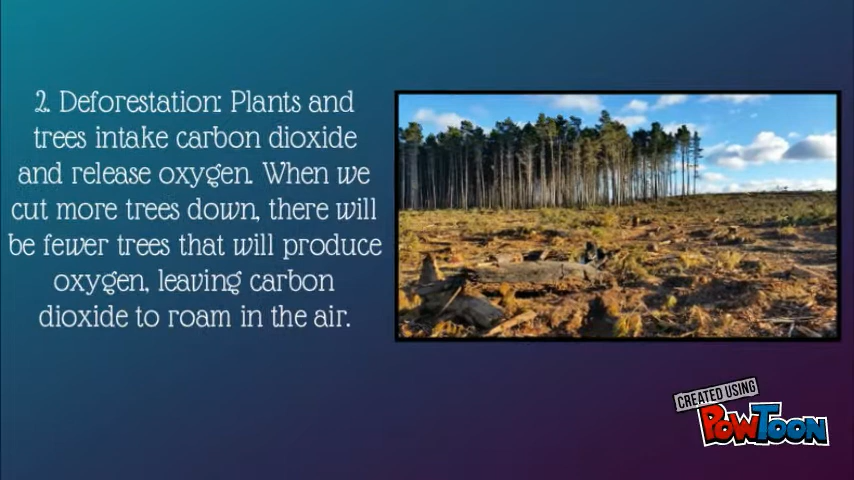 2. Deforestation: Plants and
trees intake carbon dioxide
and release oxygen. When we
cut more trees down, there will
be fewer trees that will produce
oxygen, leaving carbon
dioxide to roam in the air.
CREATED USING
POWTOON